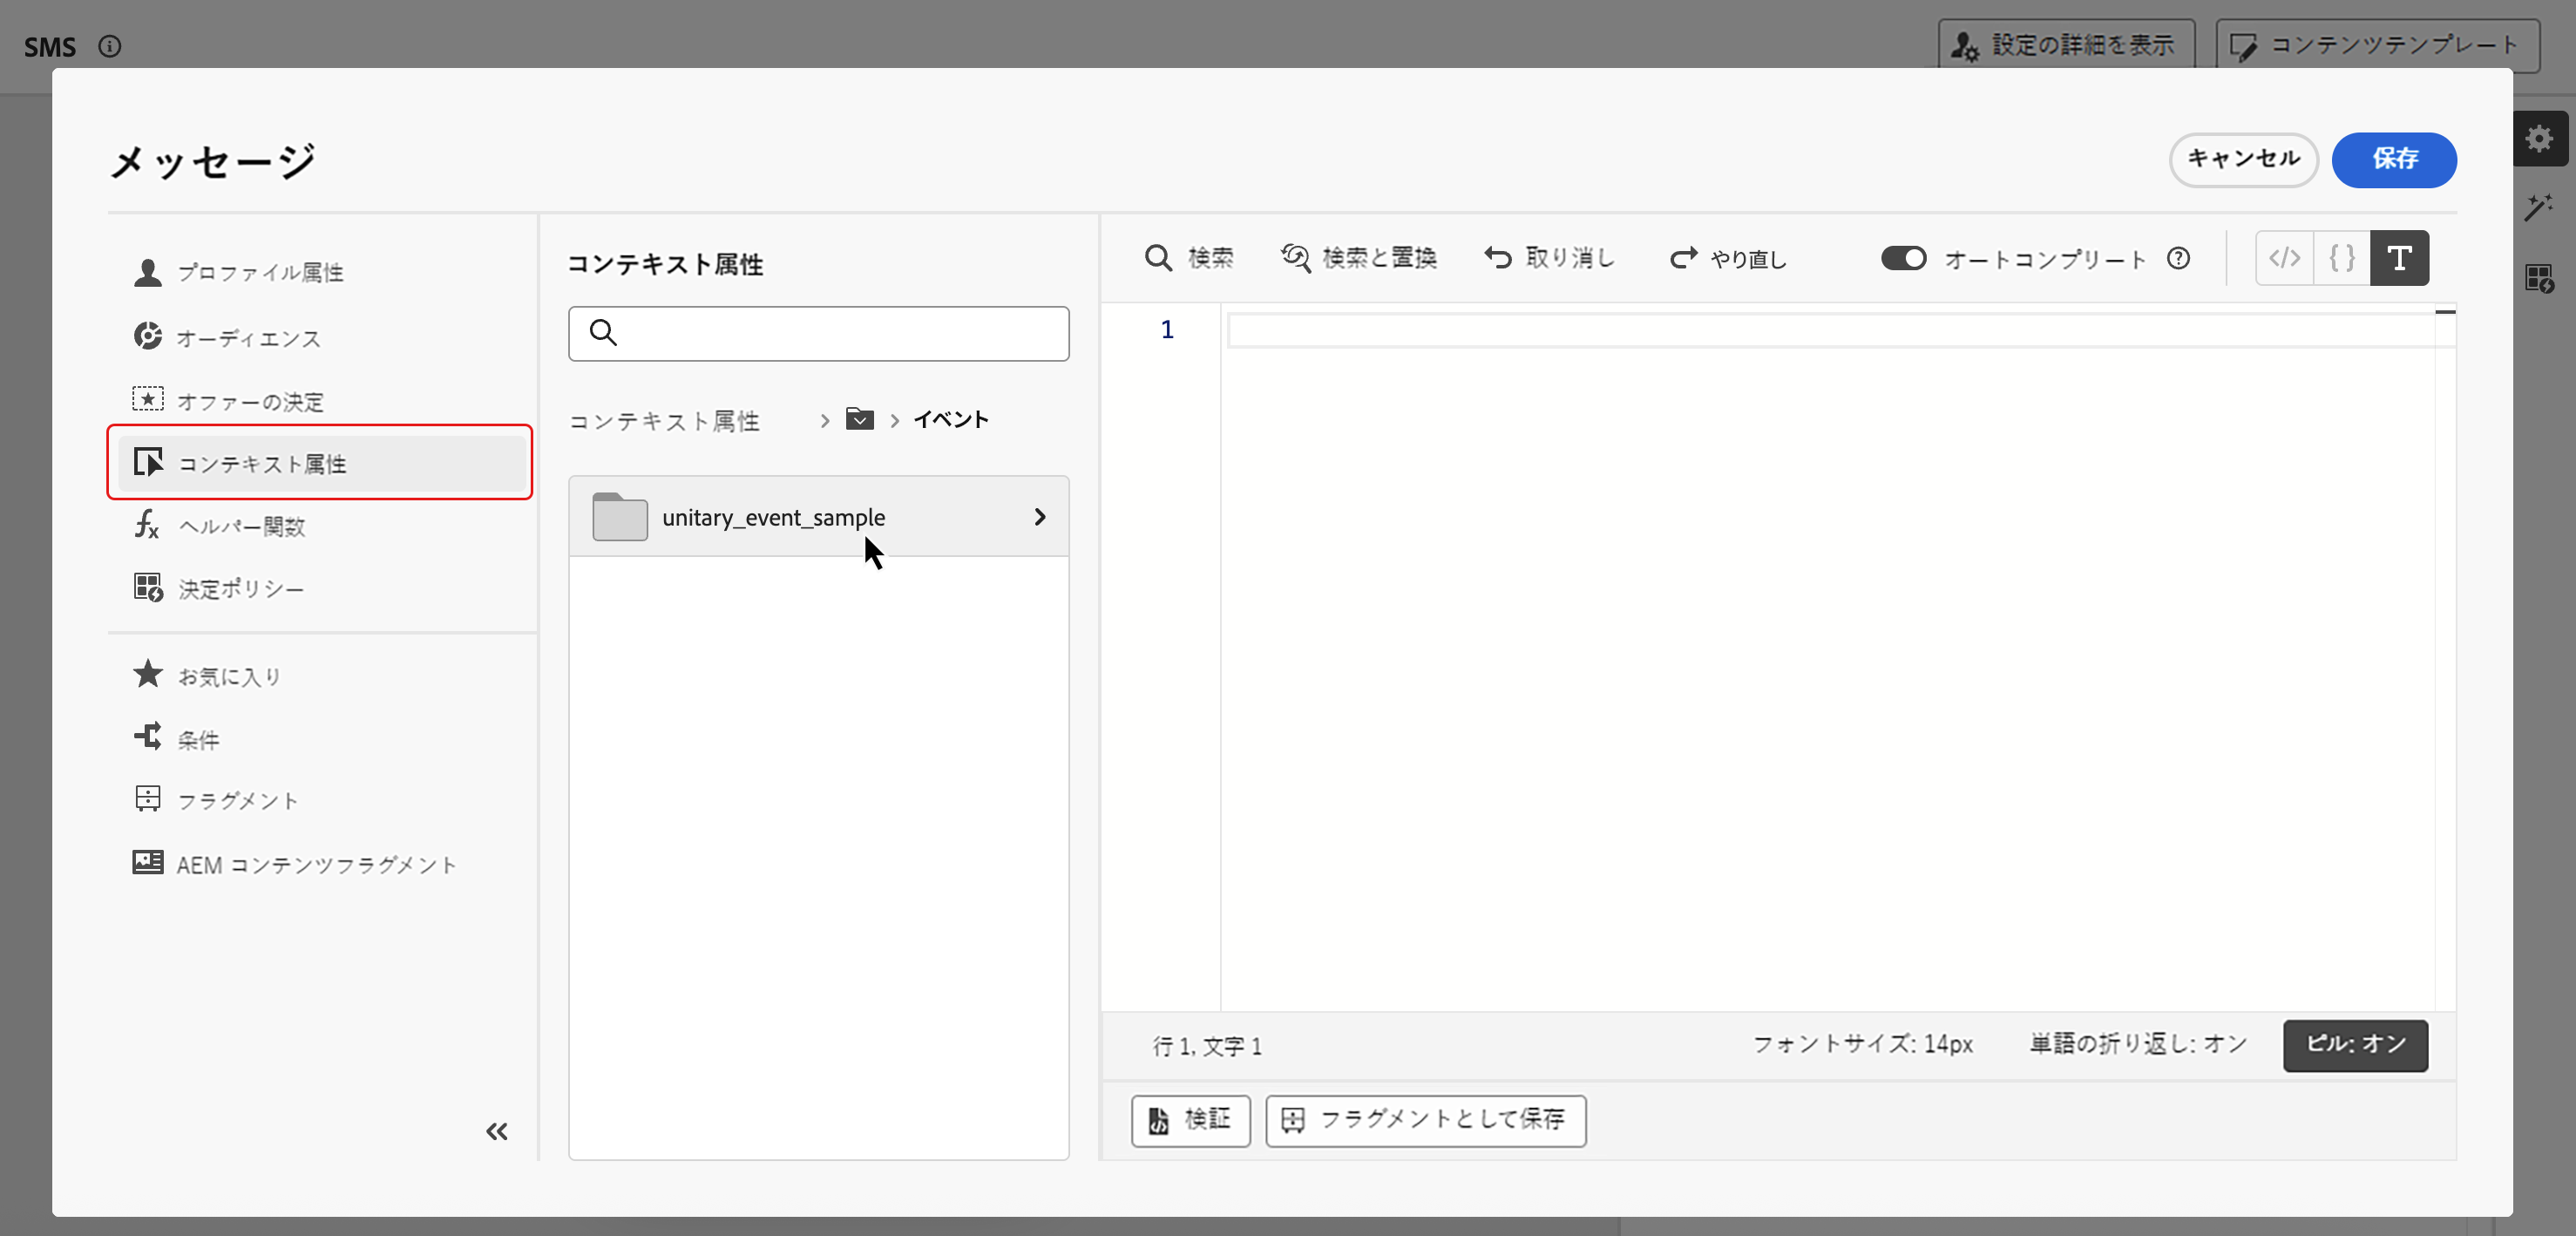 SMS
設定の詳細を表示
コンテンツテンプレート
メッセージ
キャンセル
保存
プロファイル属性
オーディエンス
オファーの決定
コンテキスト属性
ヘルパー関数
決定ポリシー
お気に入り
条件
フラグメント
AEM コンテンツフラグメント
コンテキスト属性
コンテキスト属性 > > イベント
unitary_event_sample
検索
検索と置換
取り消し
やり直し
オートコンプリート
1
行 1, 文字 1
フォントサイズ: 14px
単語の折り返し: オン
ピル: オン
検証
フラグメントとして保存